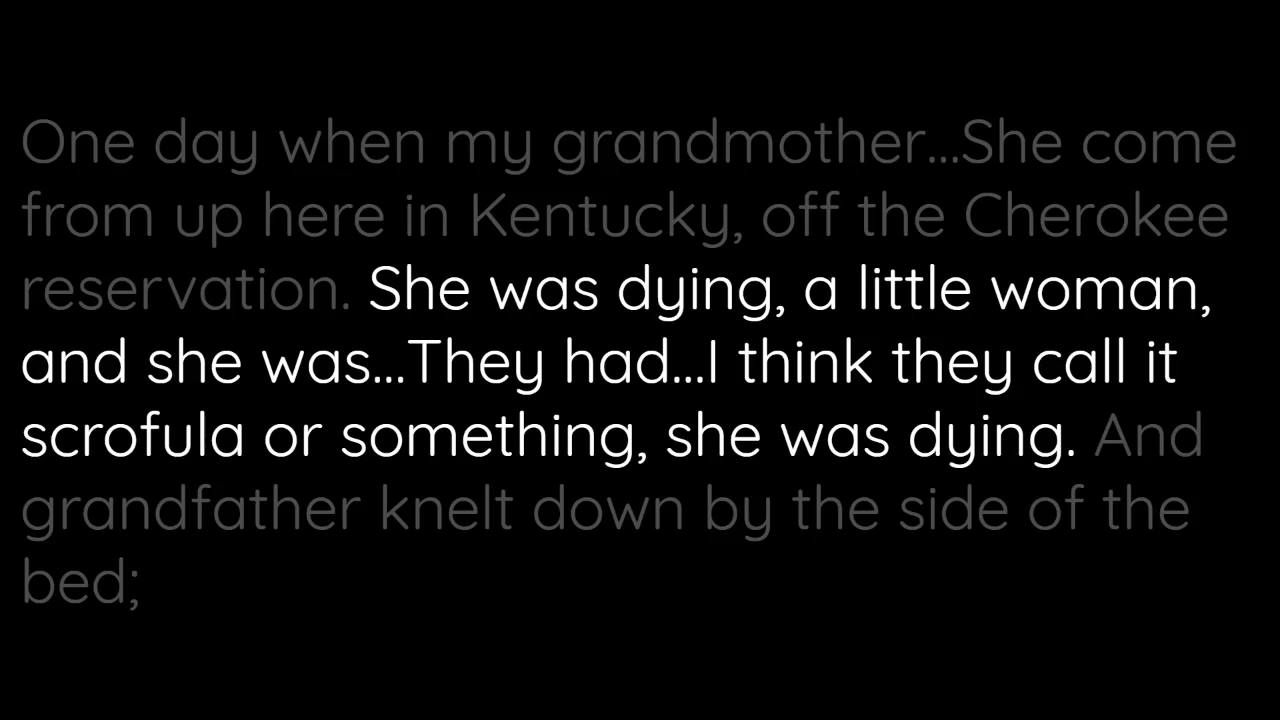 One day when my grandmother...She come
from up here in Kentucky, off the Cherokee
reservation. She was dying, a little woman,
and she was...They had...I think they call it
scrofula or something, she was dying. And
grandfather knelt down by the side of the
bed;